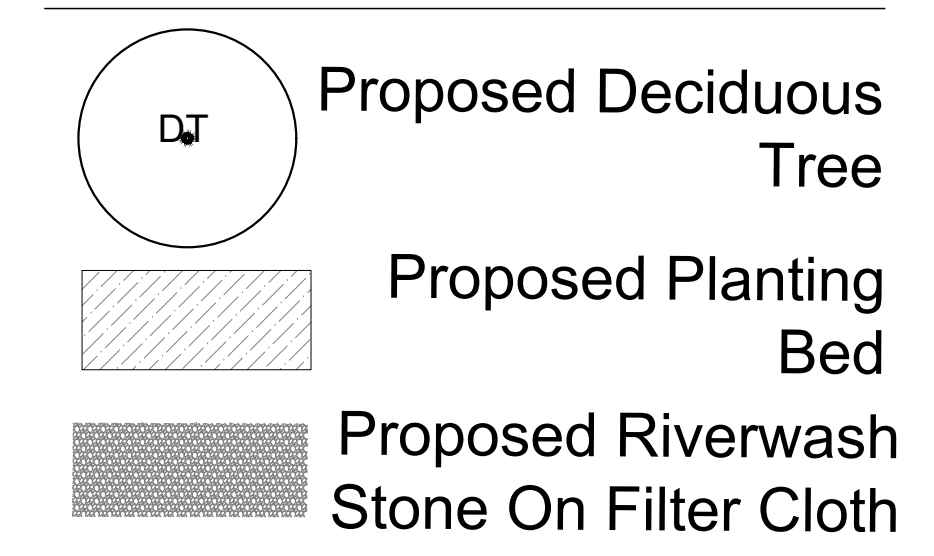 DT
Proposed Deciduous
Tree
Proposed Planting
Bed
Proposed Riverwash
Stone On Filter Cloth